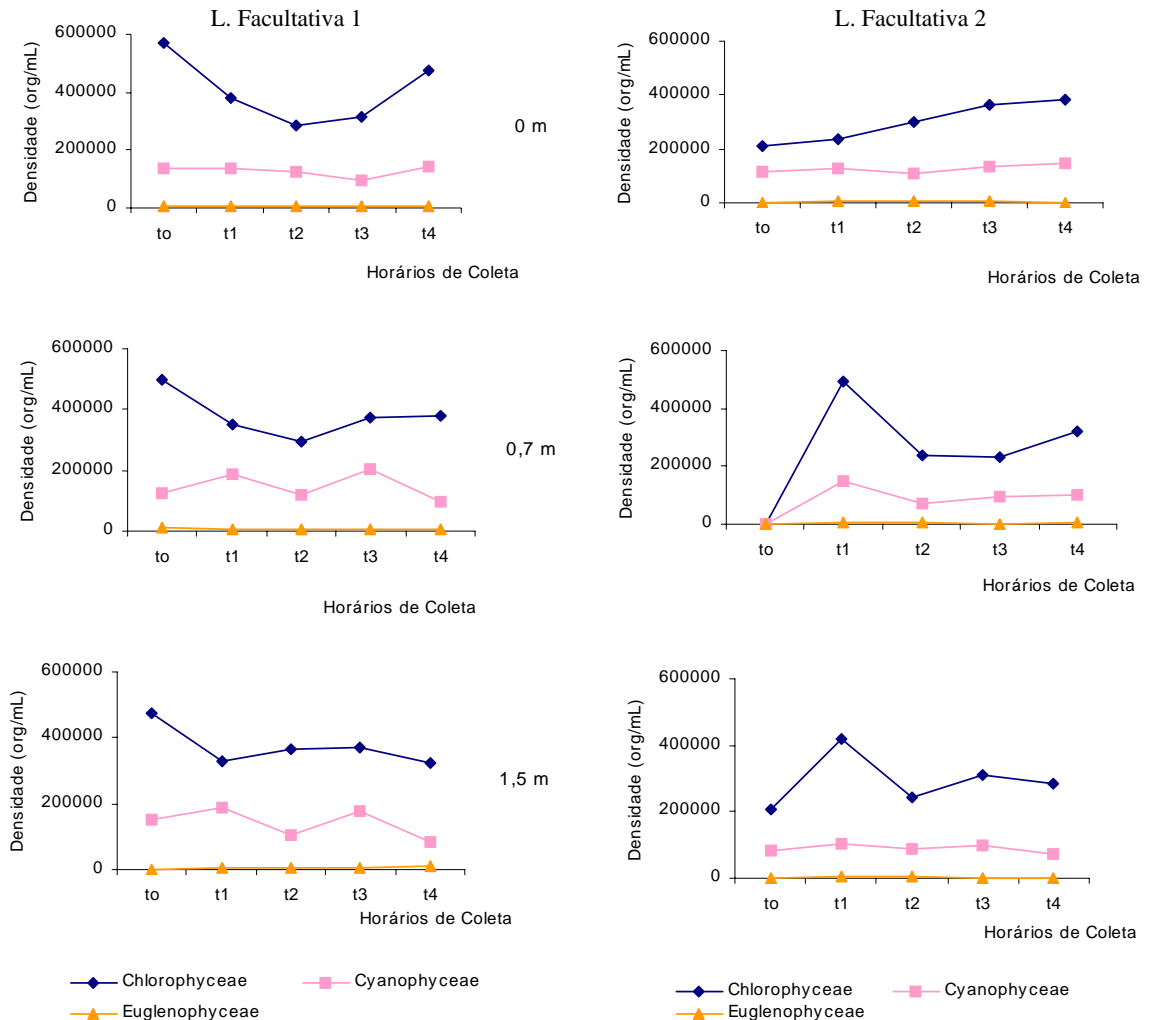 L. Facultativa 1
600000
400000
200000
0
Densidade (org/mL)
to t1 t2 t3 t4
Horários de Coleta
0 m
L. Facultativa 2
600000
400000
200000
0
Densidade (org/mL)
to t1 t2 t3 t4
Horários de Coleta
600000
400000
200000
0
Densidade (org/mL)
to t1 t2 t3 t4
Horários de Coleta
0,7 m
600000
400000
200000
0
Densidade (org/mL)
to t1 t2 t3 t4
Horários de Coleta
600000
400000
200000
0
Densidade (org/mL)
to t1 t2 t3 t4
Horários de Coleta
1,5 m
600000
400000
200000
0
Densidade (org/mL)
to t1 t2 t3 t4
Horários de Coleta
Chlorophyceae Cyanophyceae
Euglenophyceae
Chlorophyceae Cyanophyceae
Euglenophyceae